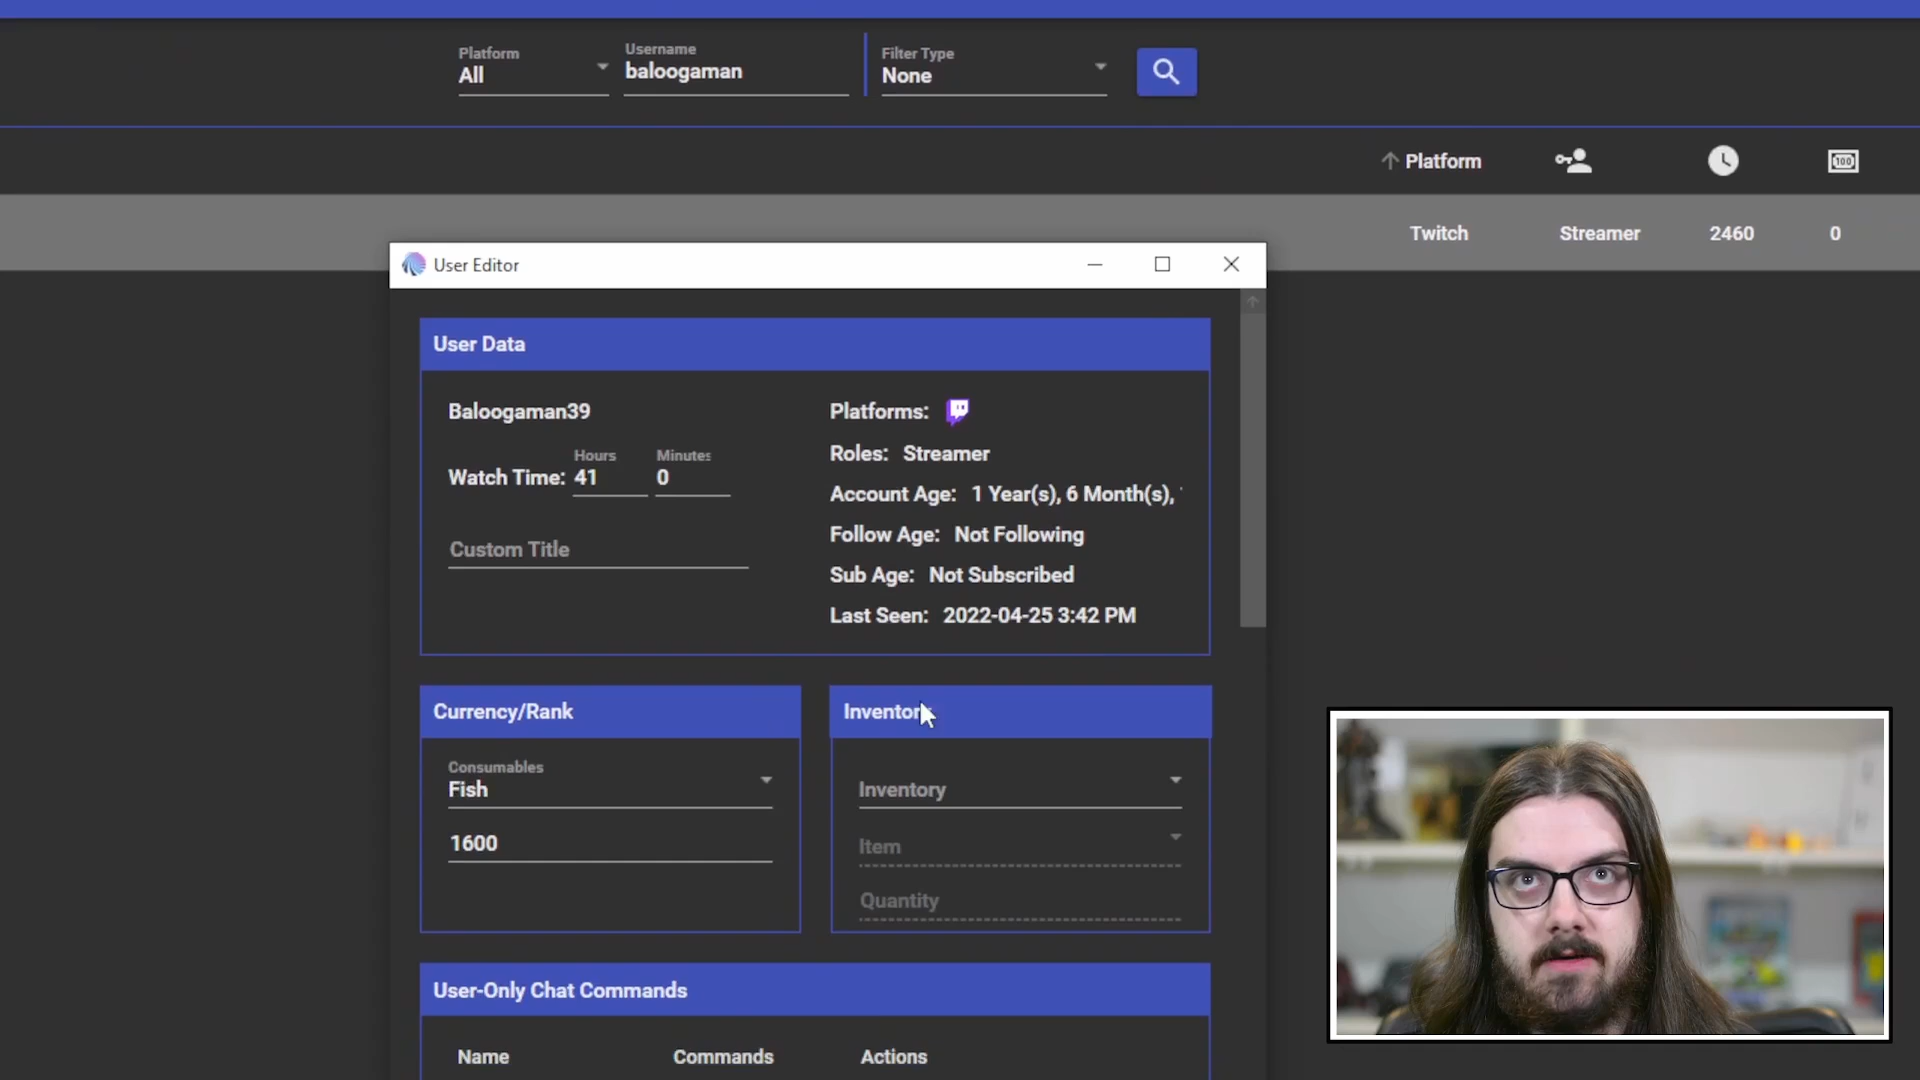 Platform
All
Username
baloogaman
Filter Type
None
Platform
100
Twitch
Streamer
2460
0
User Editor
User Data
Baloogaman39
Watch Time:
Hours
41
Minutes
0
Custom Title
Platforms:
Roles: Streamer
Account Age: 1 Year(s), 6 Month(s),
Follow Age: Not Following
Sub Age: Not Subscribed
Last Seen: 2022-04-25 3:42 PM
Currency/Rank
Consumables
Fish
1600
Inventory
Inventory
Item
Quantity
User-Only Chat Commands
Name Commands Actions